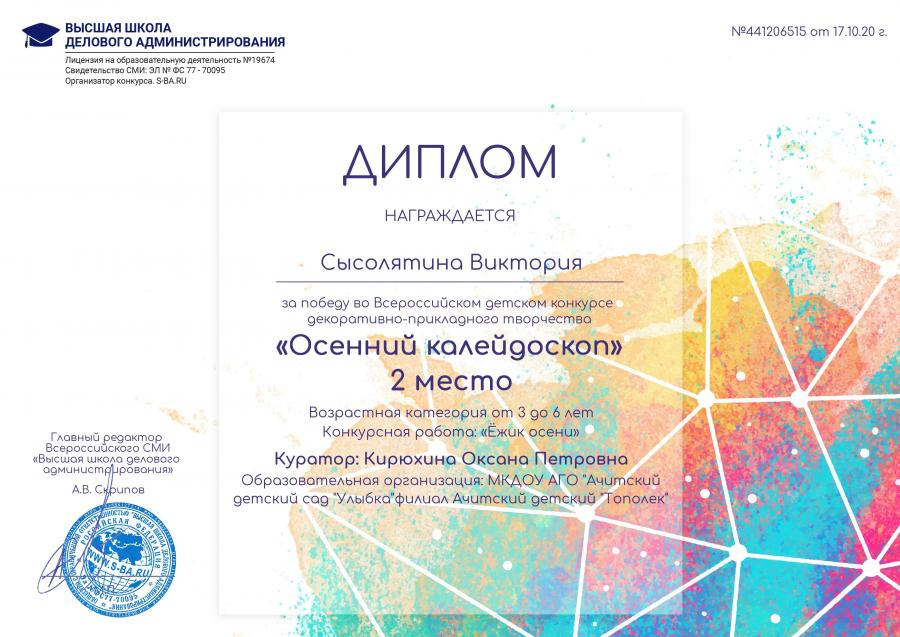 ВЫСШАЯ ШКОЛА
ДЕЛОВОГО АДМИНИСТРИРОВАНИЯ
Лицензия на образовательную деятельность №19674
Свидетельство СМИ: ЭЛ № ФС 77 - 70095
Организатор конкурса. S-BA.RU
№441206515 от 17.10.20 г.
ДИПЛОМ
НАГРАЖДАЕТСЯ
Сысолятина Виктория
за победу во Всероссийском детском конкурсе
декоративно-прикладного творчества
«Осенний калейдоскоп»
2 место
Возрастная категория от 3 до 6 лет
Конкурсная работа: «Ёжик осени»
Куратор: Кирюхина Оксана Петровна
Образовательная организация: МКДОУ АГО "Ачитский
детский сад "Улыбка"филиал Ачитский детский "Тополек"
Главный редактор
Всероссийского СМИ
«Высшая школа делового
администрирования»
А.В. Скрипов
РОССИЙСКАЯ ФЕДЕРАЦИЯ
WWW.S-BA.RU